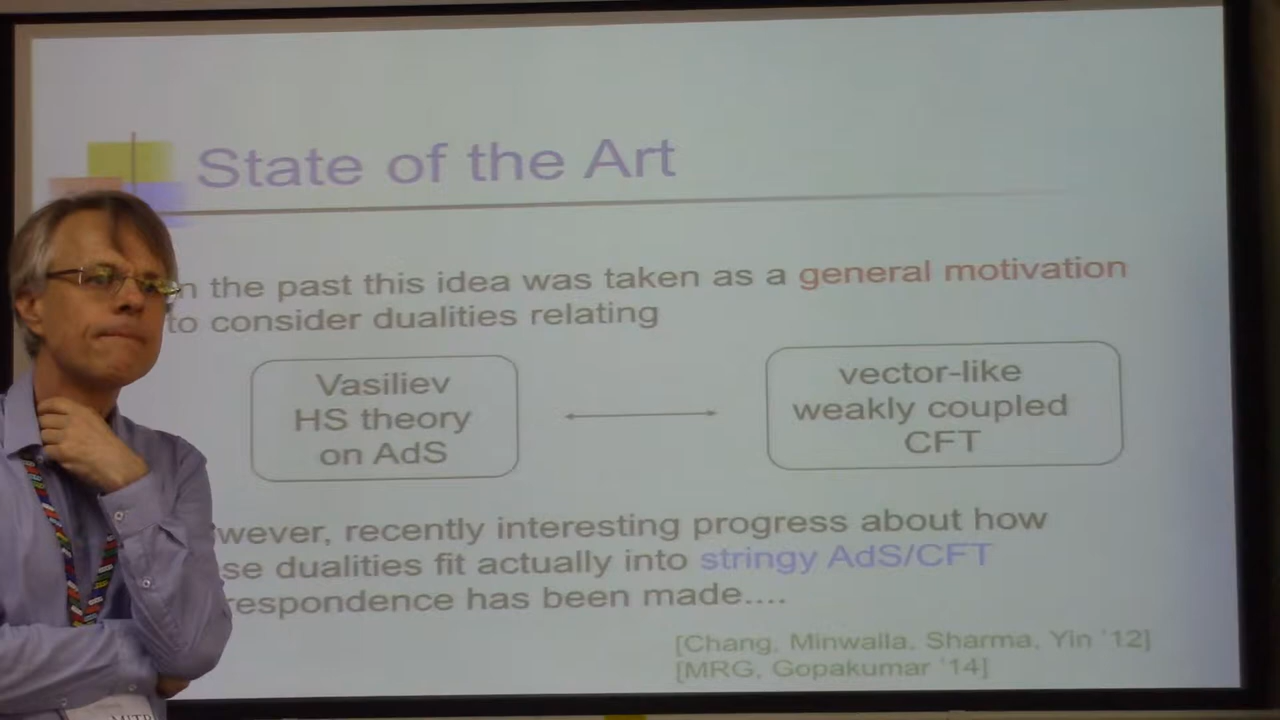 State of the Art
n the past this idea was taken as a general motivation
to consider dualities relating
Vasiliev
HS theory
on AdS
vector-like
weakly coupled
CFT
wever, recently interesting progress about how
se dualities fit actually into stringy AdS/CFT
respondence has been made....
[Chang, Minwalla, Sharma, Yin '12]
[MRG, Gopakumar '14]